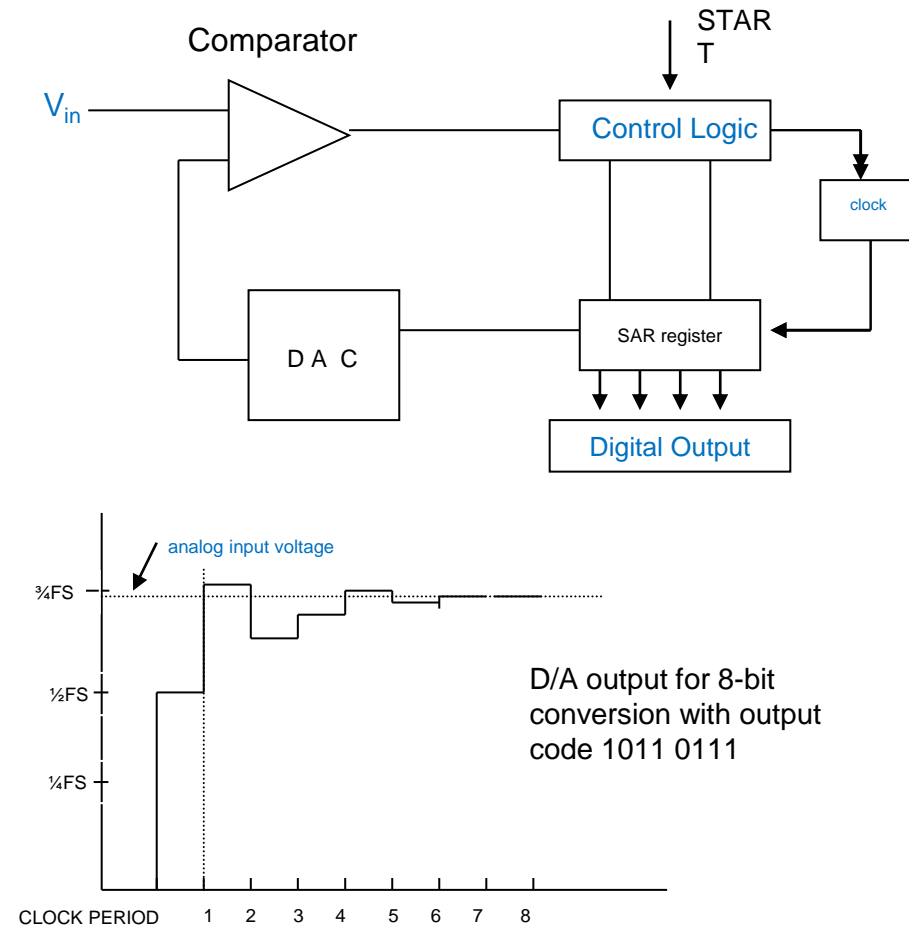 STAR
T
Comparator
Vin
Control Logic
clock
SAR register
D A C
Digital Output
analog input voltage
¾FS
½FS
¼FS
D/A output for 8-bit
conversion with output
code 1011 0111
CLOCK PERIOD 1 2 3 4 5 6 7 8